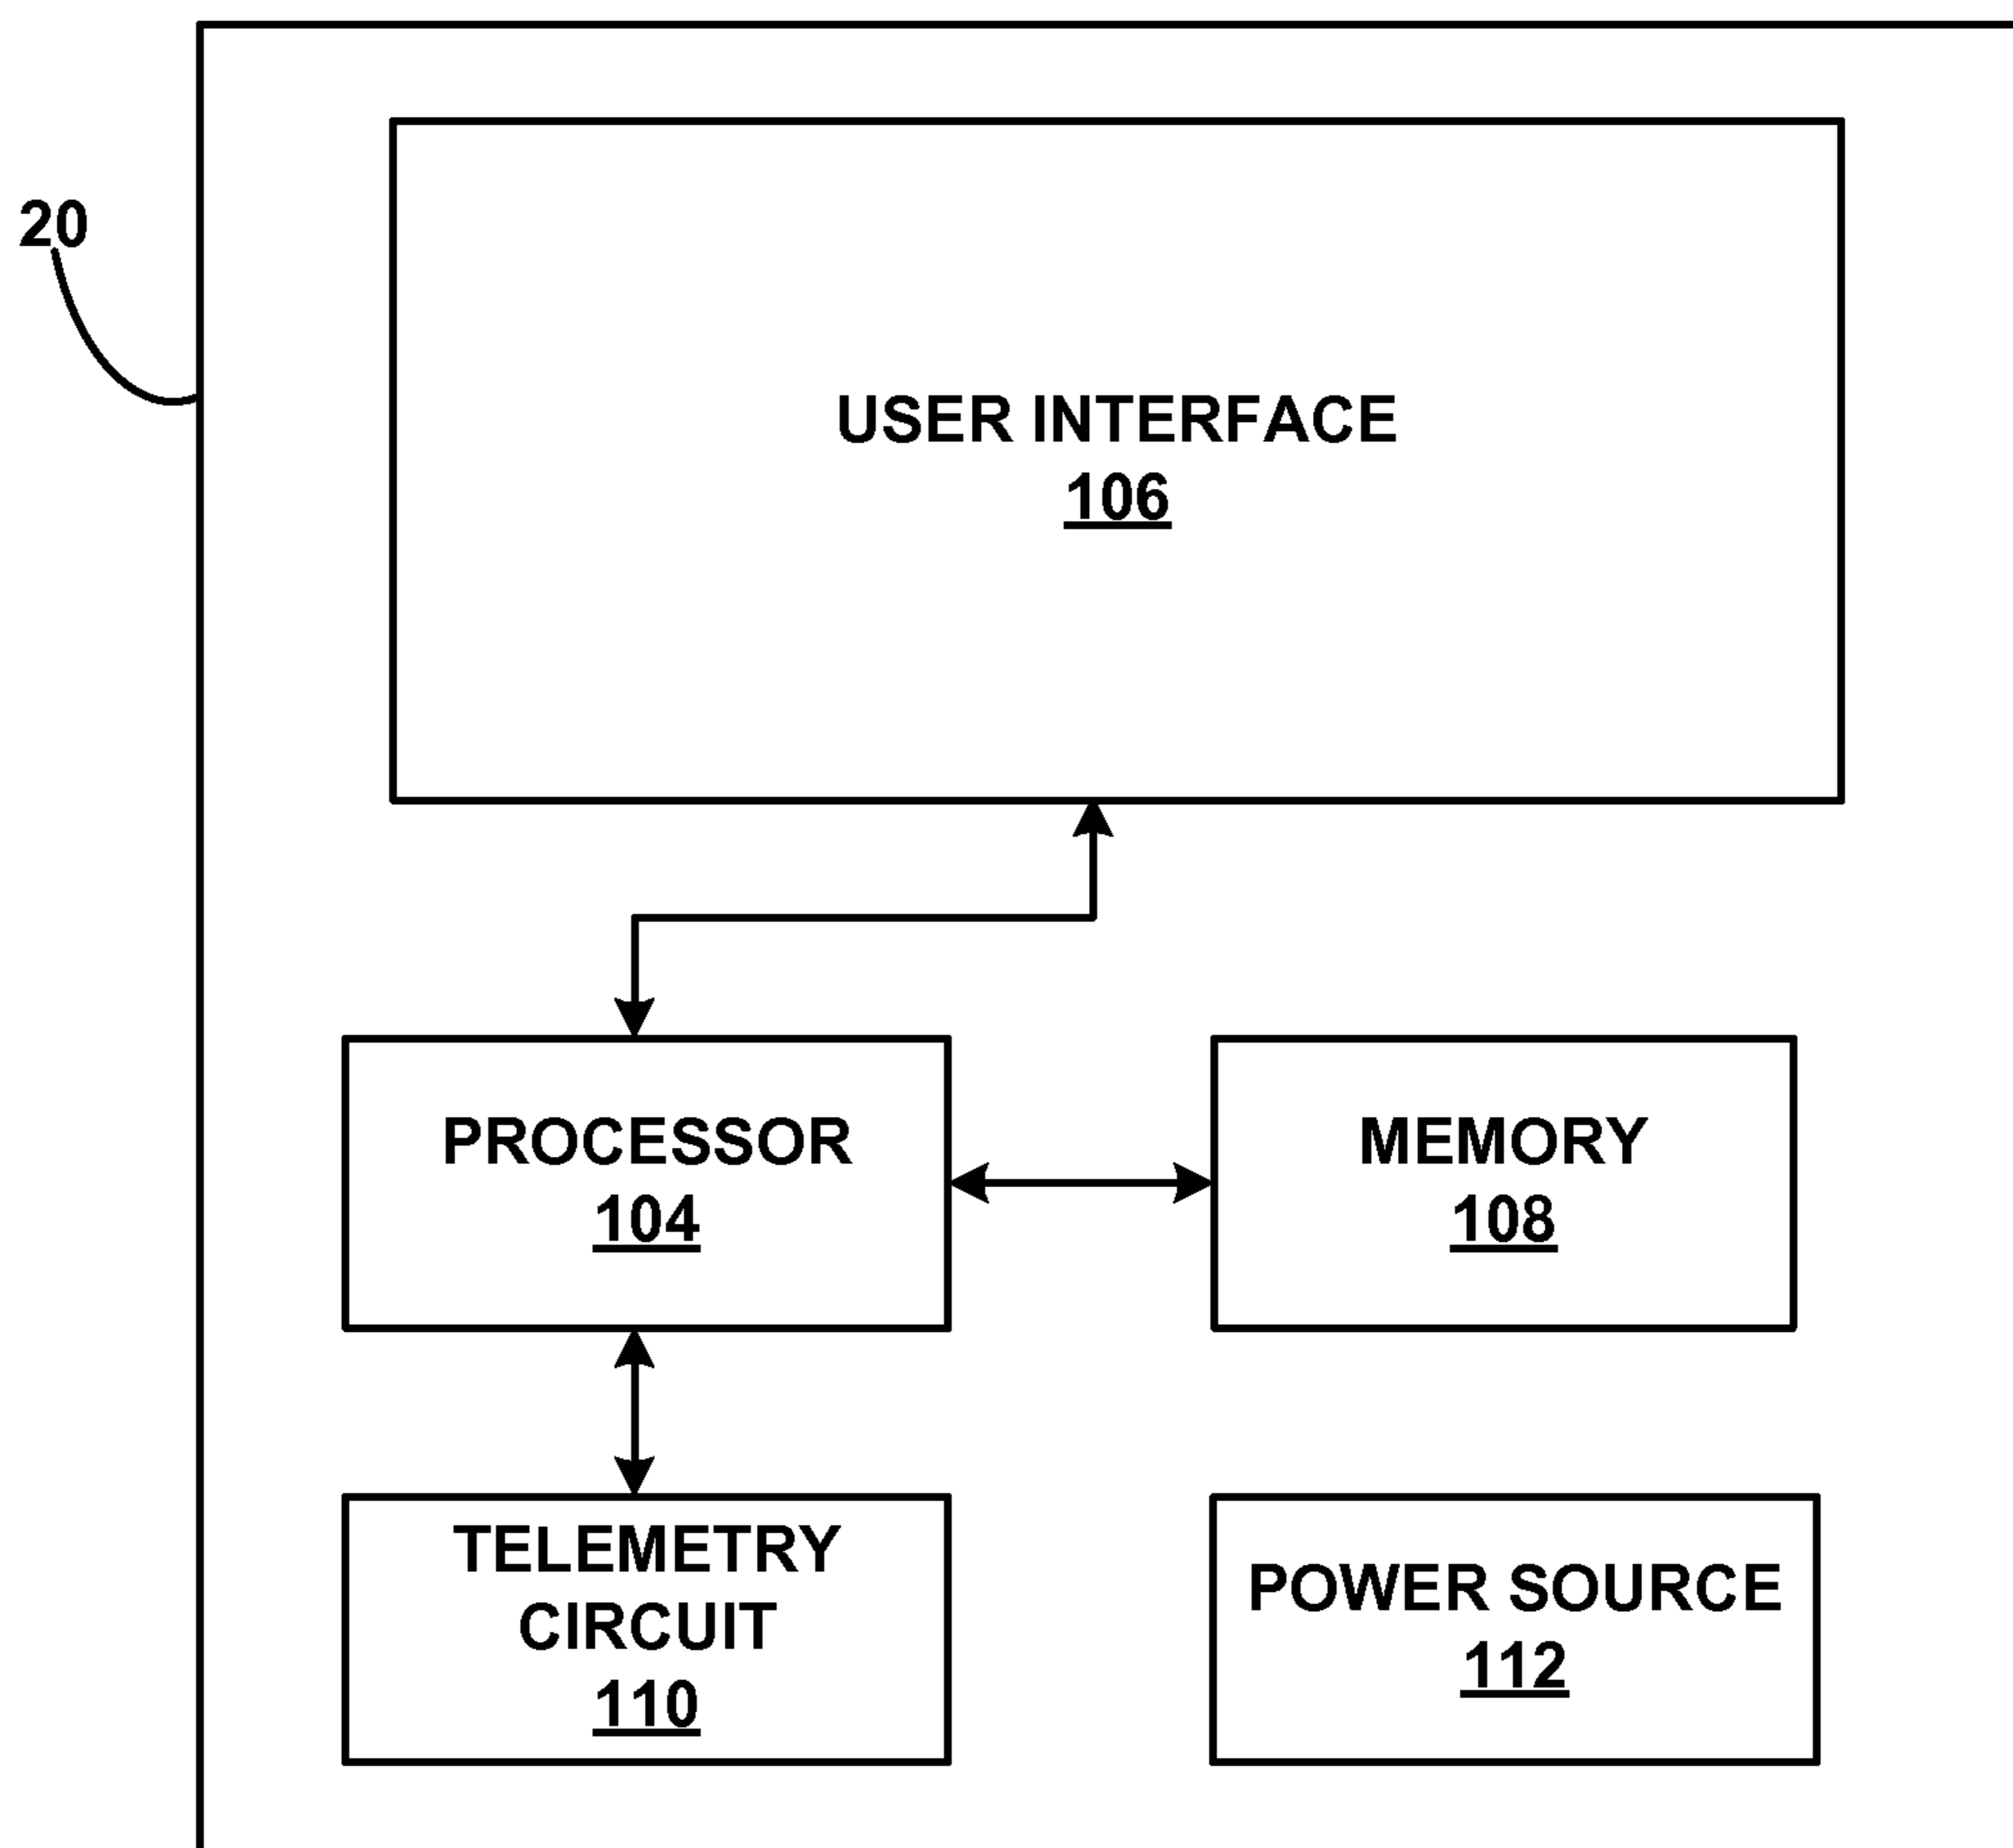 20
USER INTERFACE
106
PROCESSOR
104
MEMORY
108
TELEMETRY
CIRCUIT
110
POWER SOURCE
112